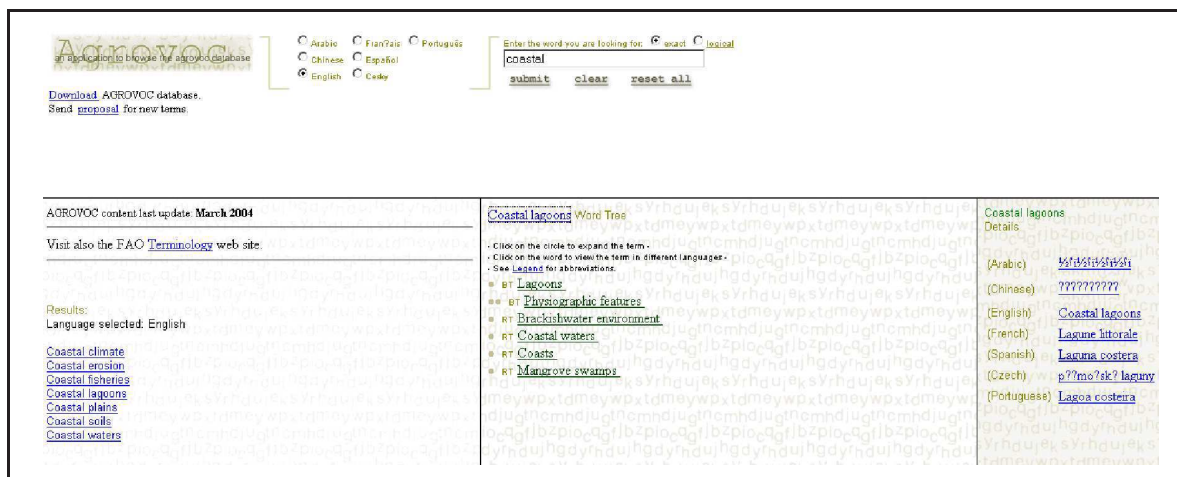 Agrovoc
an application to browse the agrovoc database
Arabic Fran?ais Português
Chinese Español
English Cesky
Enter the word you are looking for: exact logical
coastal
submit clear reset all
Download AGROVOC database.
Send proposal for new terms.
AGROVOC content last update: March 2004
Visit also the FAO Terminology web site.
Results:
Language selected: English
Coastal climate
Coastal erosion
Coastal fisheries
Coastal lagoons
Coastal plains
Coastal soils
Coastal waters
Coastal lagoons Word Tree
- Click on the circle to expand the term -
- Click on the word to view the term in different languages -
- See Legend for abbreviations.
BT Lagoons
BT Physiographic features
RT Brackishwater environment
RT Coastal waters
RT Coasts
RT Mangrove swamps
Coastal lagoons
Details
(Arabic)
(Chinese) ??????????
(English) Coastal lagoons
(French) Lagune littorale
(Spanish) Laguna costera
(Czech) p??mo?sk? laguny
(Portuguese) Lagoa costeira